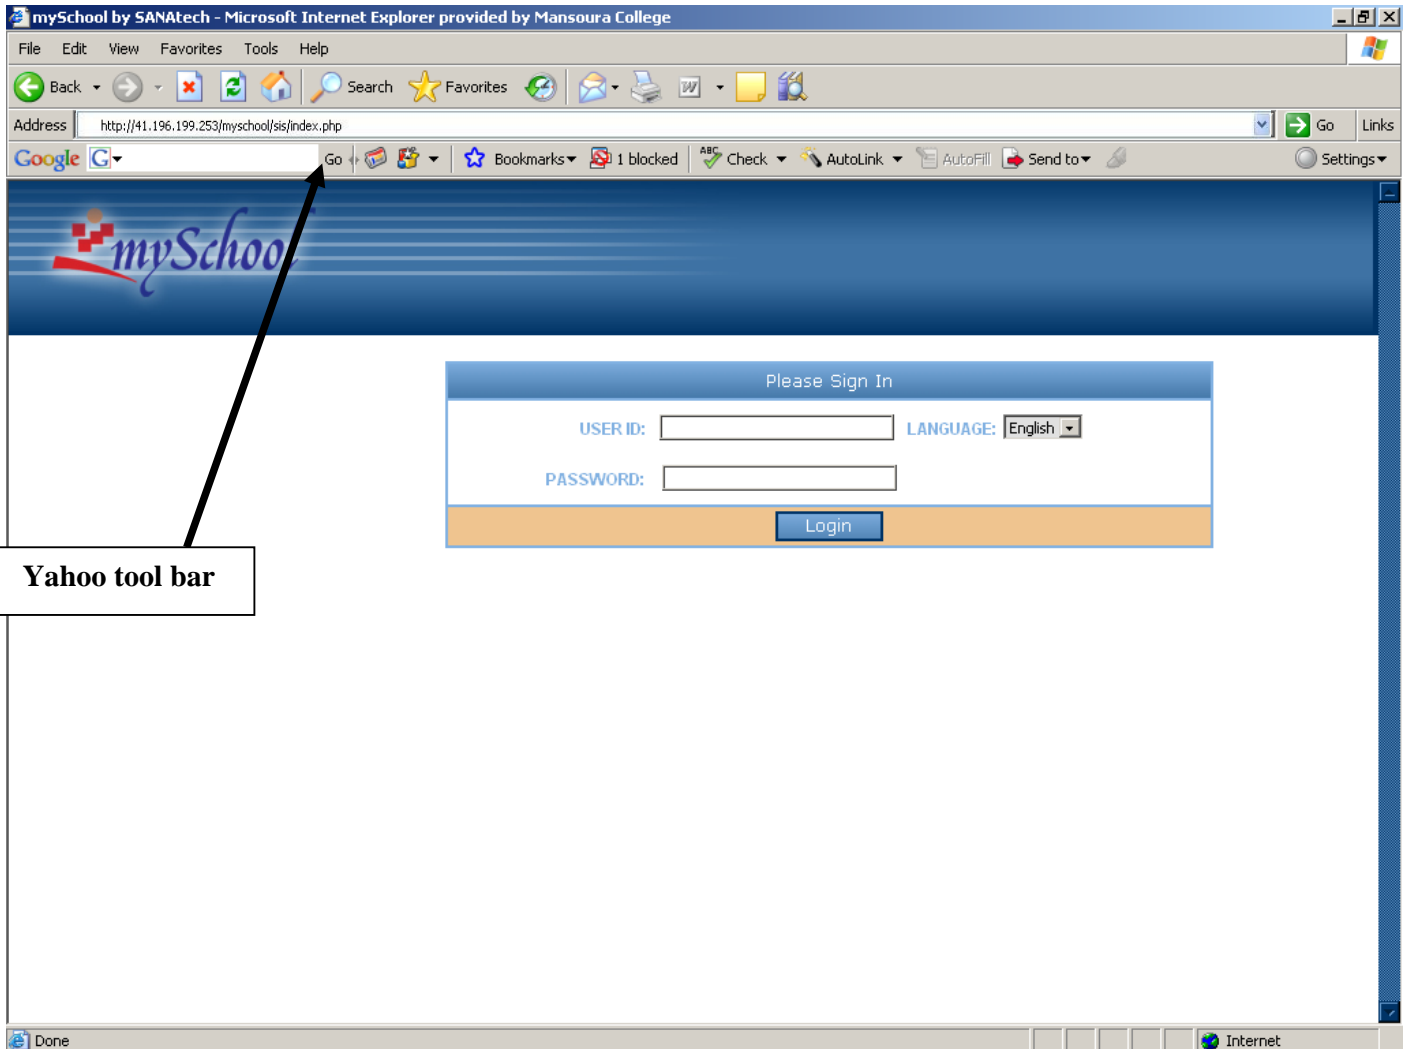 mySchool by SANAtech - Microsoft Internet Explorer provided by Mansoura College
File Edit View Favorites Tools Help
Back Search Favorites
Address http://41.196.199.253/myschool/sis/index.php Go Links
Google G Go Bookmarks 1 blocked ABC Check AutoLink AutoFill Send to Settings
mySchool
Please Sign In
USER ID: LANGUAGE: English
PASSWORD:
Login
Yahoo tool bar
Done Internet